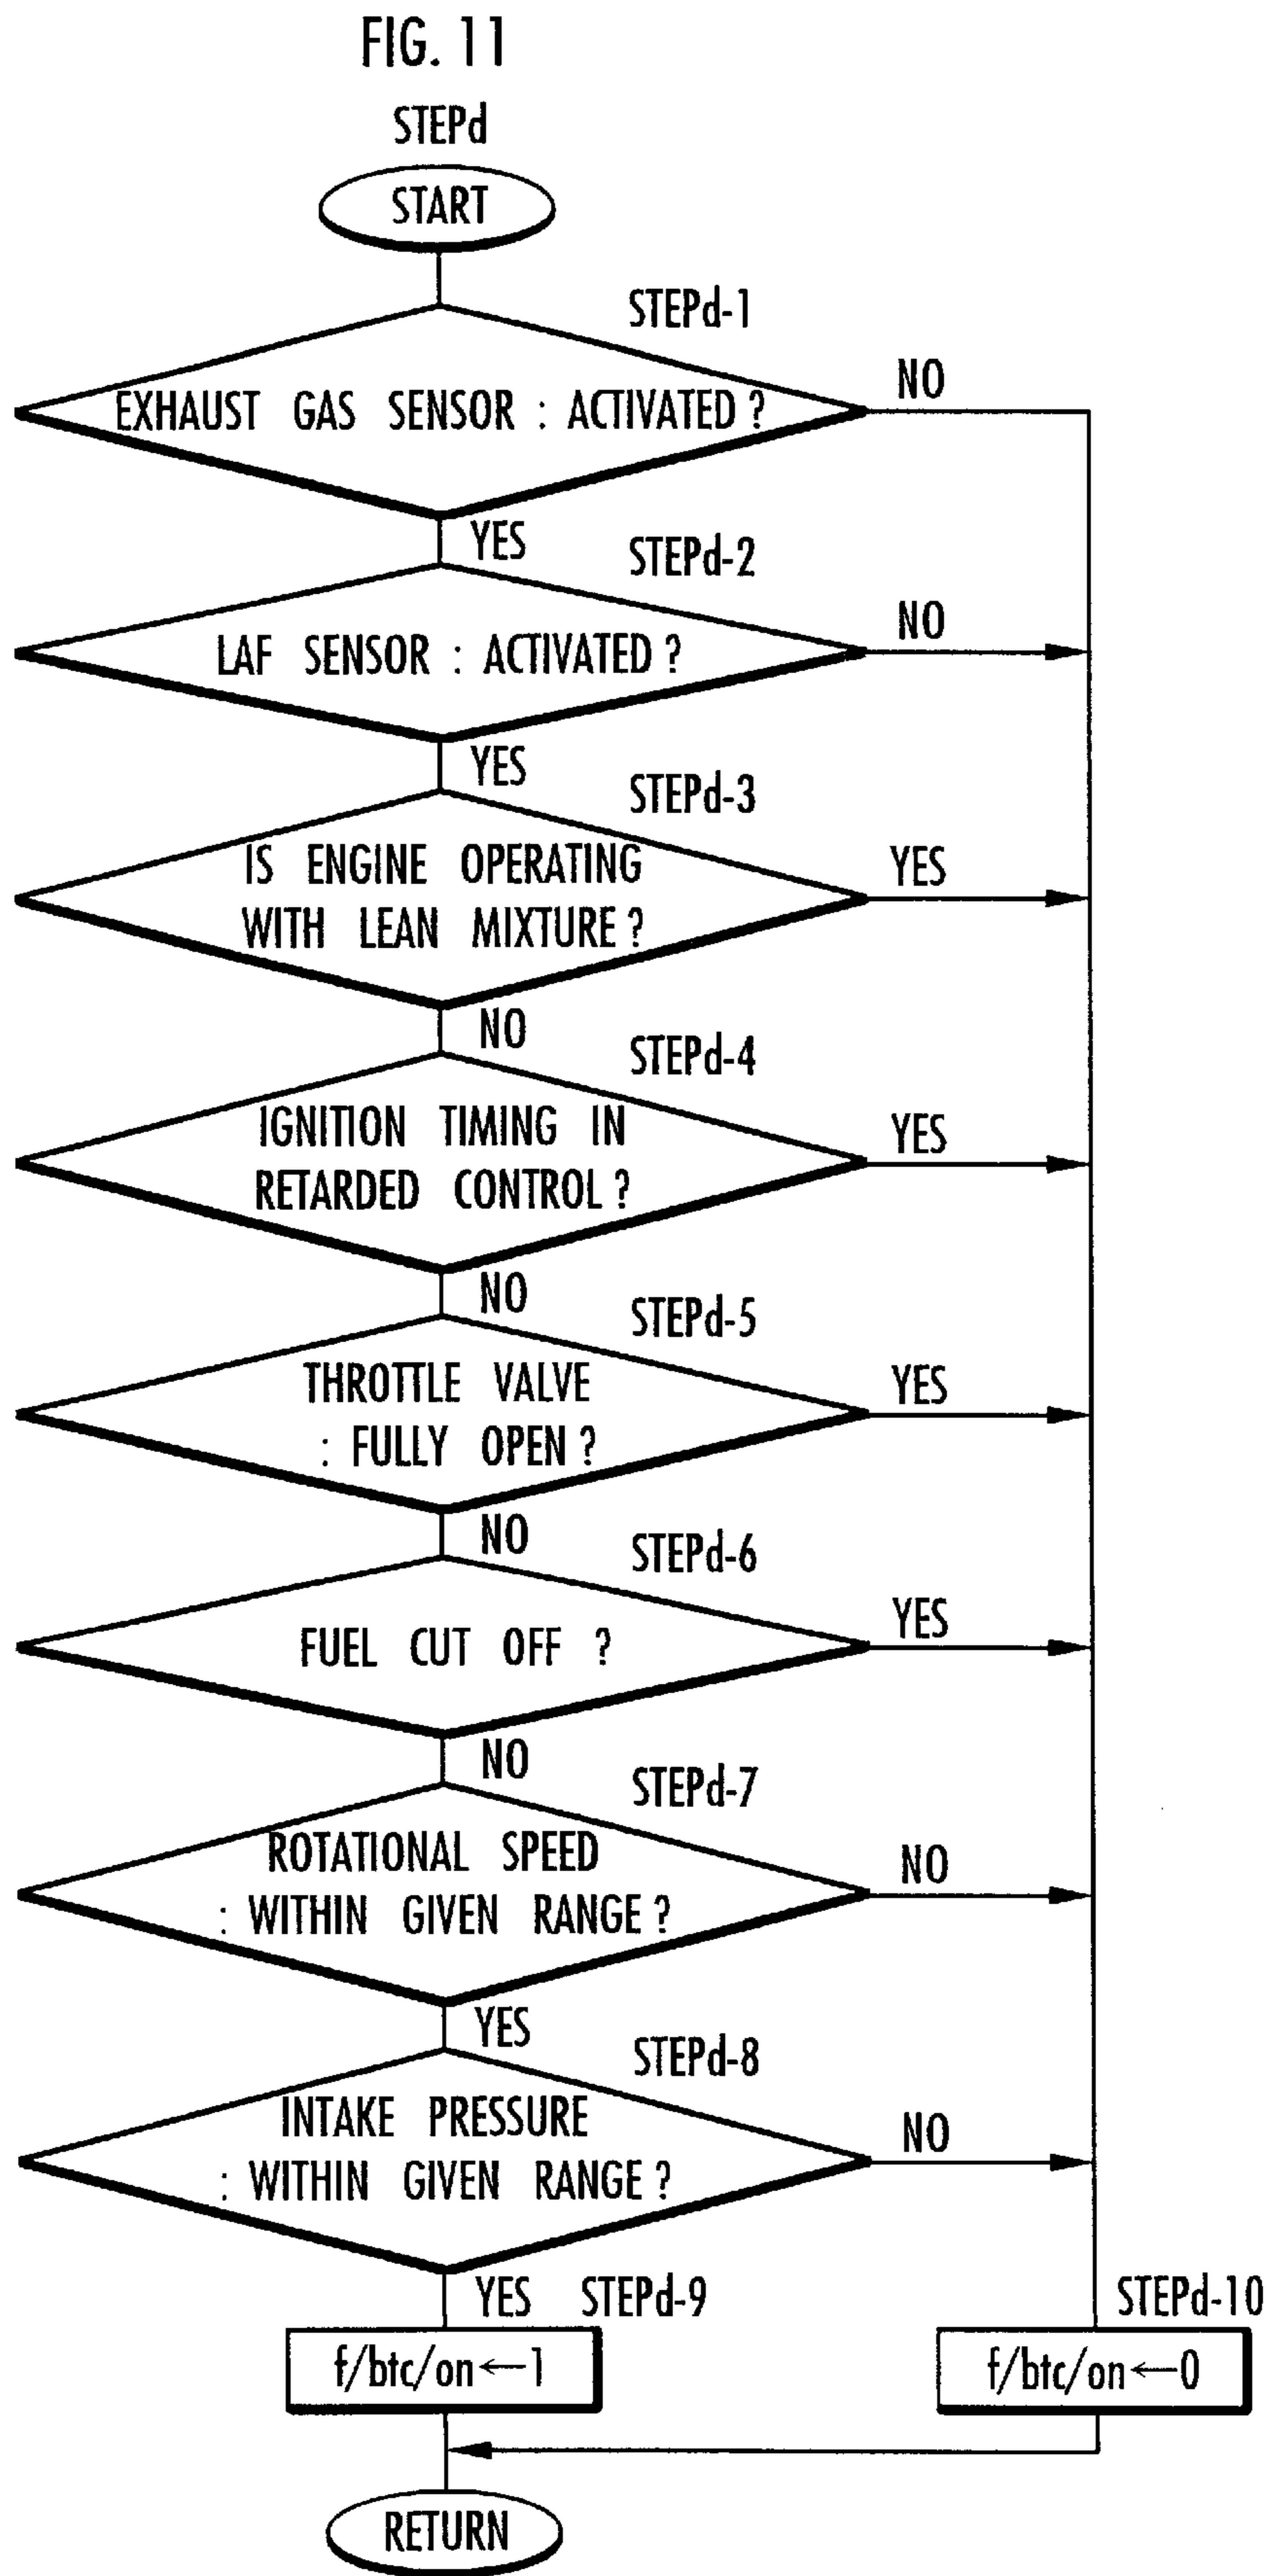 FIG. 11
STEPd
START
STEPd-1
EXHAUST GAS SENSOR : ACTIVATED ?
NO
YES
STEPd-2
LAF SENSOR : ACTIVATED ?
NO
YES
STEPd-3
IS ENGINE OPERATING
WITH LEAN MIXTURE ?
YES
NO
STEPd-4
IGNITION TIMING IN
RETARDED CONTROL ?
YES
NO
STEPd-5
THROTTLE VALVE
: FULLY OPEN ?
YES
NO
STEPd-6
FUEL CUT OFF ?
YES
NO
STEPd-7
ROTATIONAL SPEED
: WITHIN GIVEN RANGE ?
NO
YES
STEPd-8
INTAKE PRESSURE
: WITHIN GIVEN RANGE ?
NO
YES
STEPd-9
STEPd-10
f/btc/on←1
f/btc/on←0
RETURN